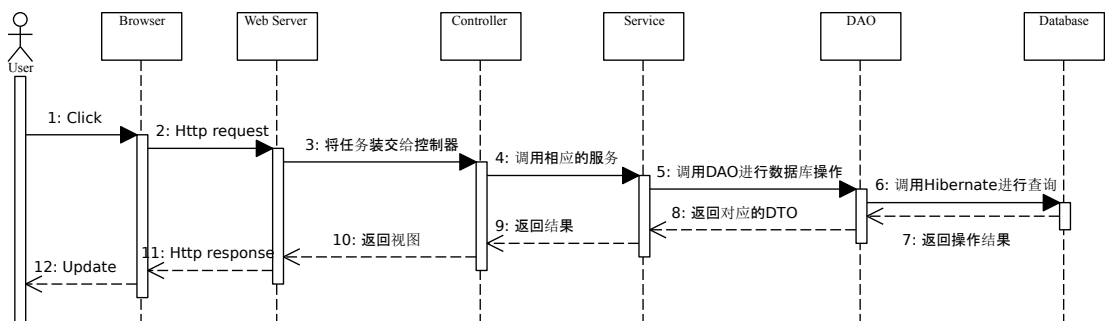 Browser
Web Server
Controller
Service
DAO
Database
User
1: Click
2: Http request
3: 将任务装交给控制器
4: 调用相应的服务
5: 调用DAO进行数据库操作
6: 调用Hibernate进行查询
7: 返回操作结果
8: 返回对应的DTO
9: 返回结果
10: 返回视图
11: Http response
12: Update